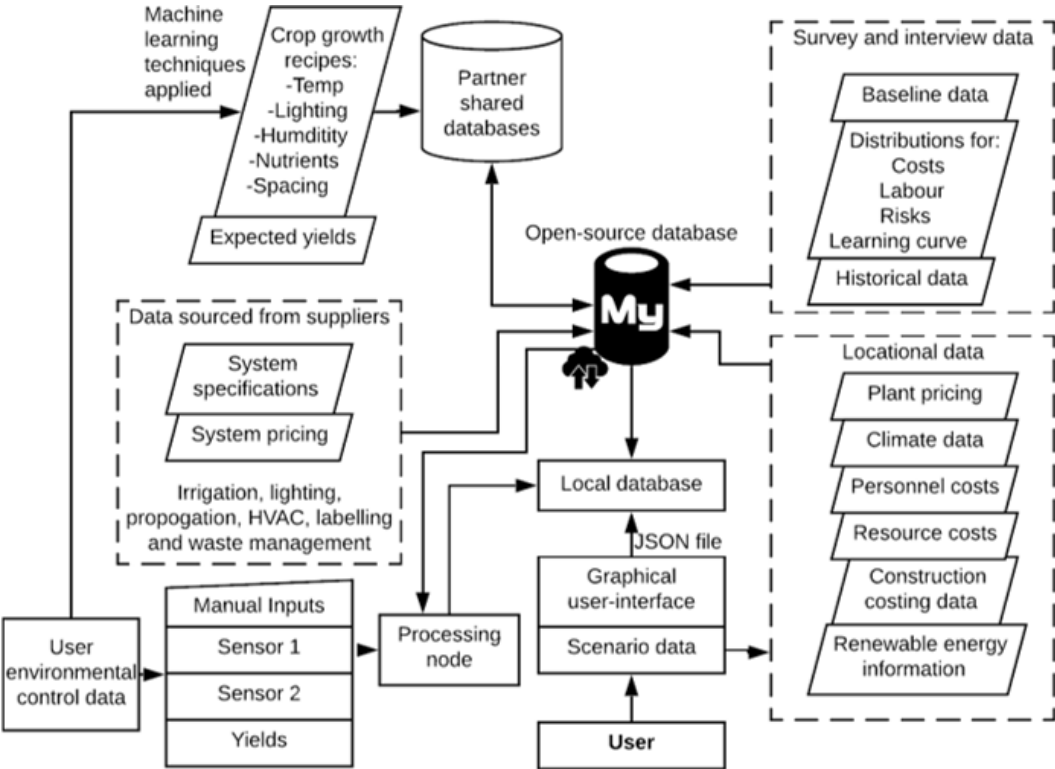 Machine
learning
techniques
applied
Crop growth
recipes:
-Temp
-Lighting
-Humditity
-Nutrients
-Spacing
Expected yields
Partner
shared
databases
Survey and interview data
Baseline data
Distributions for:
Costs
Labour
Risks
Learning curve
Historical data
Open-source database
My
Data sourced from suppliers
System
specifications
System pricing
Irrigation, lighting,
propogation, HVAC, labelling
and waste management
Locational data
Plant pricing
Climate data
Personnel costs
Resource costs
Construction
costing data
Renewable energy
information
Local database
JSON file
Graphical
user-interface
Scenario data
User
User
environmental
control data
Manual Inputs
Sensor 1
Sensor 2
Yields
Processing
node